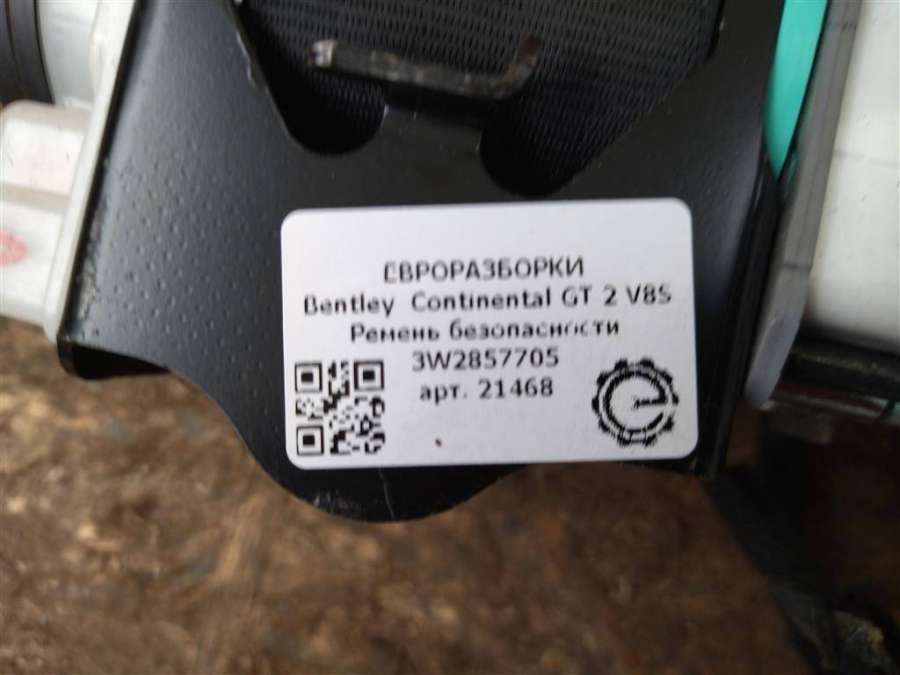 ЕВРОРАЗБОРКИ
Bentley Continental GT 2 V8S
Ремень безопасности
3W2857705
арт. 21468